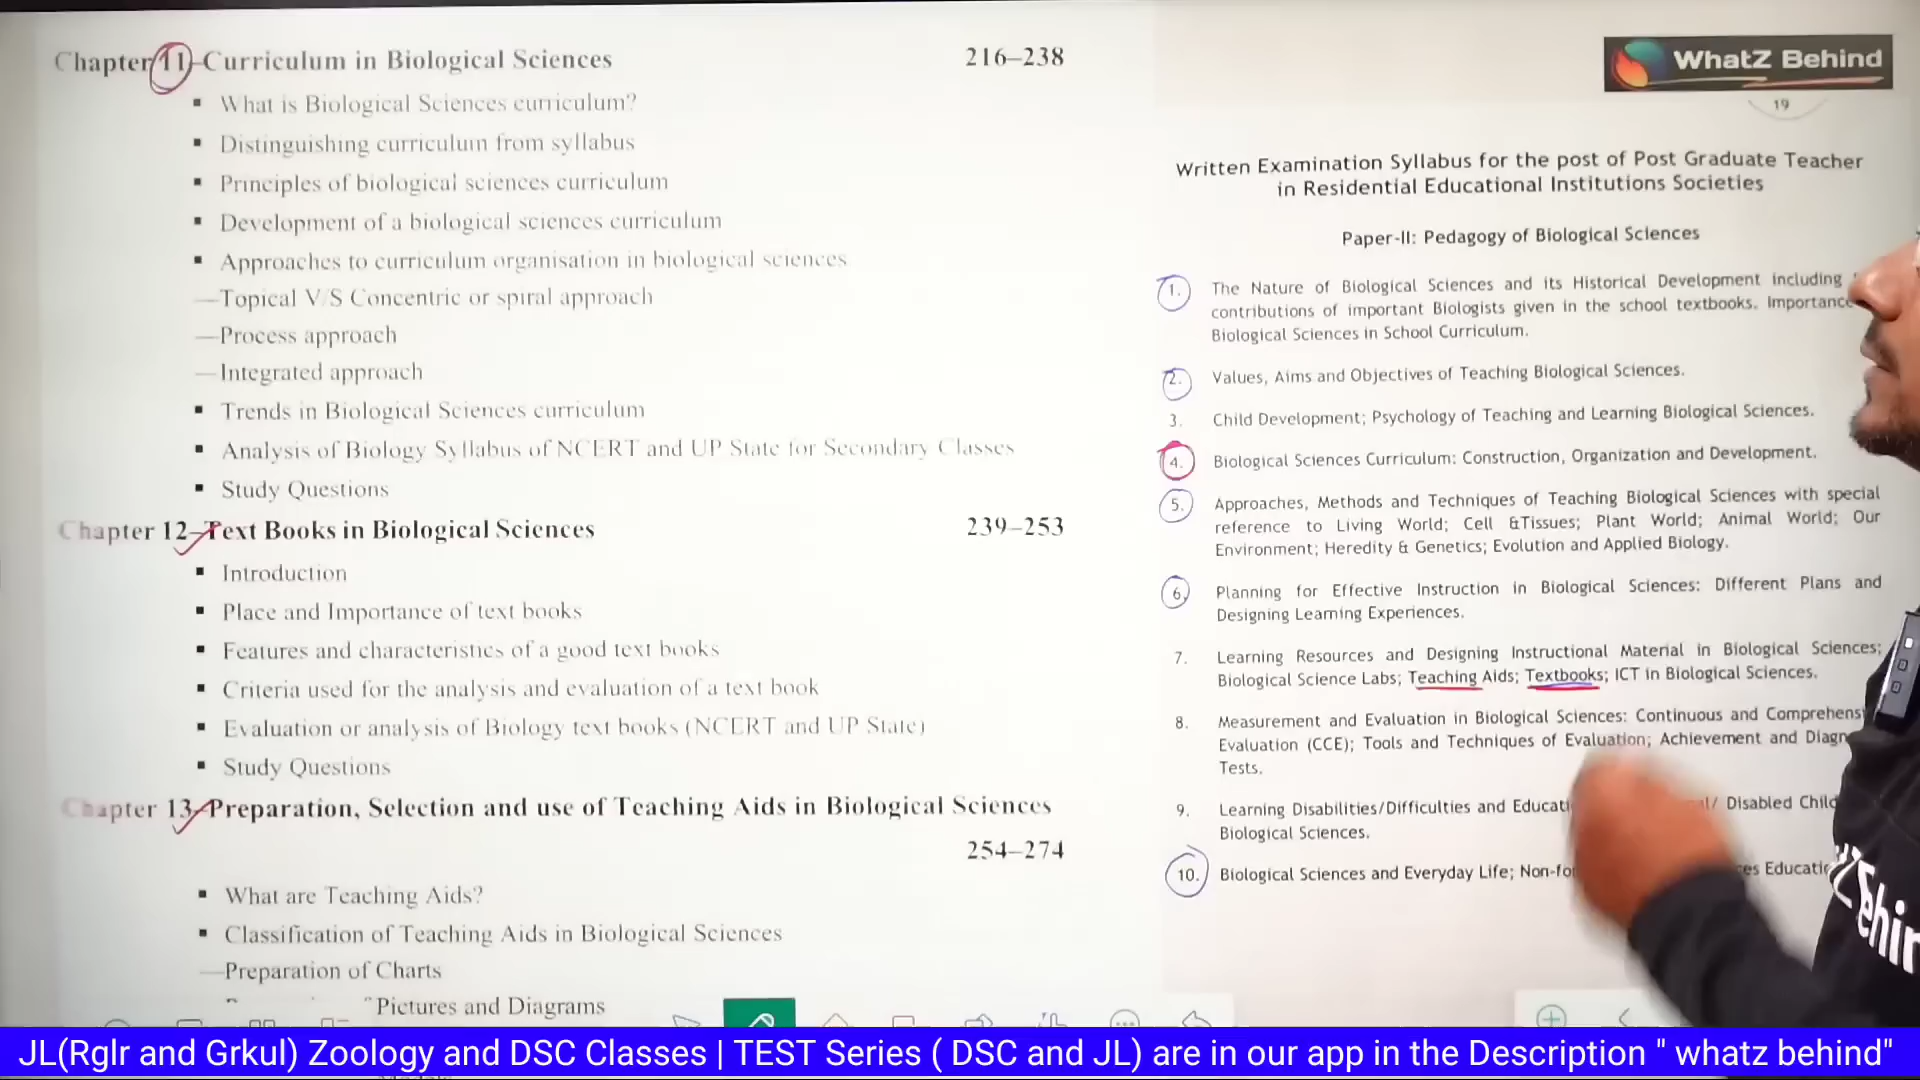 Chapter 11–Curriculum in Biological Sciences 216–238
▪ What is Biological Sciences curriculum?
▪ Distinguishing curriculum from syllabus
▪ Principles of biological sciences curriculum
▪ Development of a biological sciences curriculum
▪ Approaches to curriculum organisation in biological sciences
—Topical V/S Concentric or spiral approach
—Process approach
—Integrated approach
▪ Trends in Biological Sciences curriculum
▪ Analysis of Biology Syllabus of NCERT and UP State for Secondary Classes
▪ Study Questions
Chapter 12–Text Books in Biological Sciences 239–253
▪ Introduction
▪ Place and Importance of text books
▪ Features and characteristics of a good text books
▪ Criteria used for the analysis and evaluation of a text book
▪ Evaluation or analysis of Biology text books (NCERT and UP State)
▪ Study Questions
Chapter 13–Preparation, Selection and use of Teaching Aids in Biological Sciences
254–274
▪ What are Teaching Aids?
▪ Classification of Teaching Aids in Biological Sciences
—Preparation of Charts
Pictures and Diagrams
WhatZ Behind
19
Written Examination Syllabus for the post of Post Graduate Teacher
in Residential Educational Institutions Societies
Paper-II: Pedagogy of Biological Sciences
1. The Nature of Biological Sciences and its Historical Development including
contributions of important Biologists given in the school textbooks. Importance
Biological Sciences in School Curriculum.
2. Values, Aims and Objectives of Teaching Biological Sciences.
3. Child Development; Psychology of Teaching and Learning Biological Sciences.
4. Biological Sciences Curriculum: Construction, Organization and Development.
5. Approaches, Methods and Techniques of Teaching Biological Sciences with special
reference to Living World; Cell &Tissues; Plant World; Animal World; Our
Environment; Heredity & Genetics; Evolution and Applied Biology.
6. Planning for Effective Instruction in Biological Sciences: Different Plans and
Designing Learning Experiences.
7. Learning Resources and Designing Instructional Material in Biological Sciences;
Biological Science Labs; Teaching Aids; Textbooks; ICT in Biological Sciences.
8. Measurement and Evaluation in Biological Sciences: Continuous and Comprehens
Evaluation (CCE); Tools and Techniques of Evaluation; Achievement and Diagn
Tests.
9. Learning Disabilities/Difficulties and Educati / Disabled Child
Biological Sciences.
10. Biological Sciences and Everyday Life; Non-fo es Educati
JL(Rglr and Grkul) Zoology and DSC Classes | TEST Series ( DSC and JL) are in our app in the Description " whatz behind"